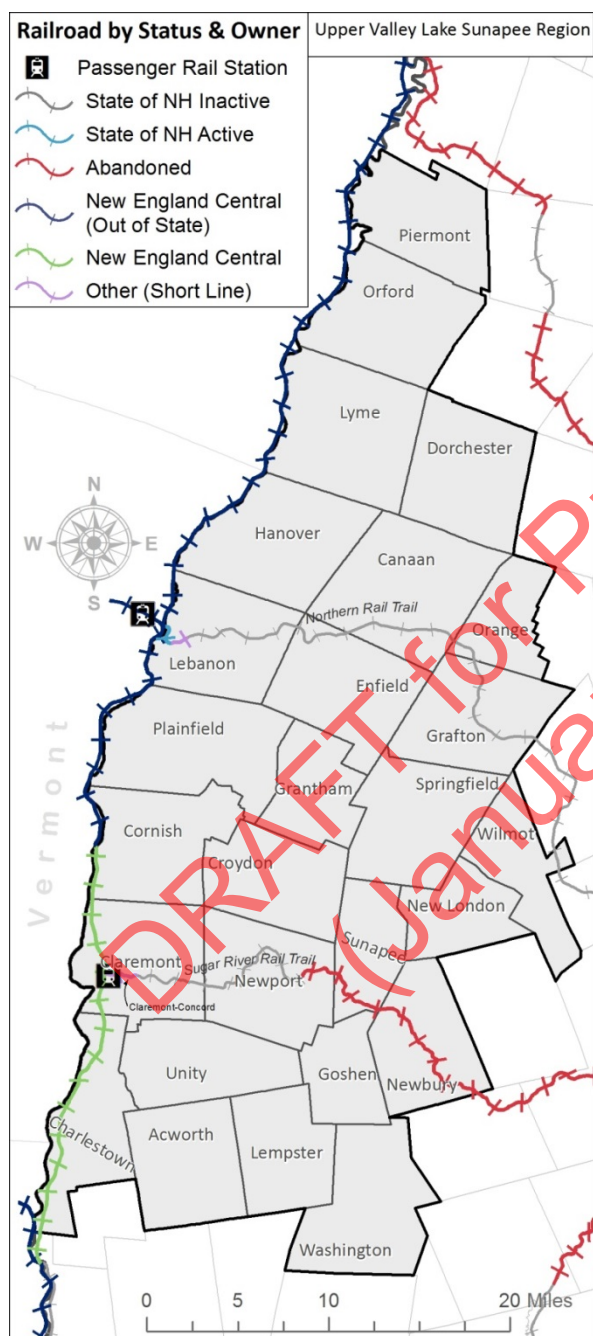 Railroad by Status & Owner
Upper Valley Lake Sunapee Region
Passenger Rail Station
State of NH Inactive
State of NH Active
Abandoned
New England Central
(Out of State)
New England Central
Other (Short Line)
Piermont
Orford
Lyme
Dorchester
N
W
E
S
Hanover
Canaan
Northern Rail Trail
Orange
Lebanon
Enfield
Vermont
Plainfield
Grafton
Grantham
Springfield
Cornish
Wilmot
Croydon
New London
Claremont
Sugar River Rail Trail
Sunapee
Newport
Claremont-Concord
Unity
Goshen
Newbury
Charlestown
Acworth
Lempster
Washington
0 5 10 20 Miles
DRAFT for P
(Janua